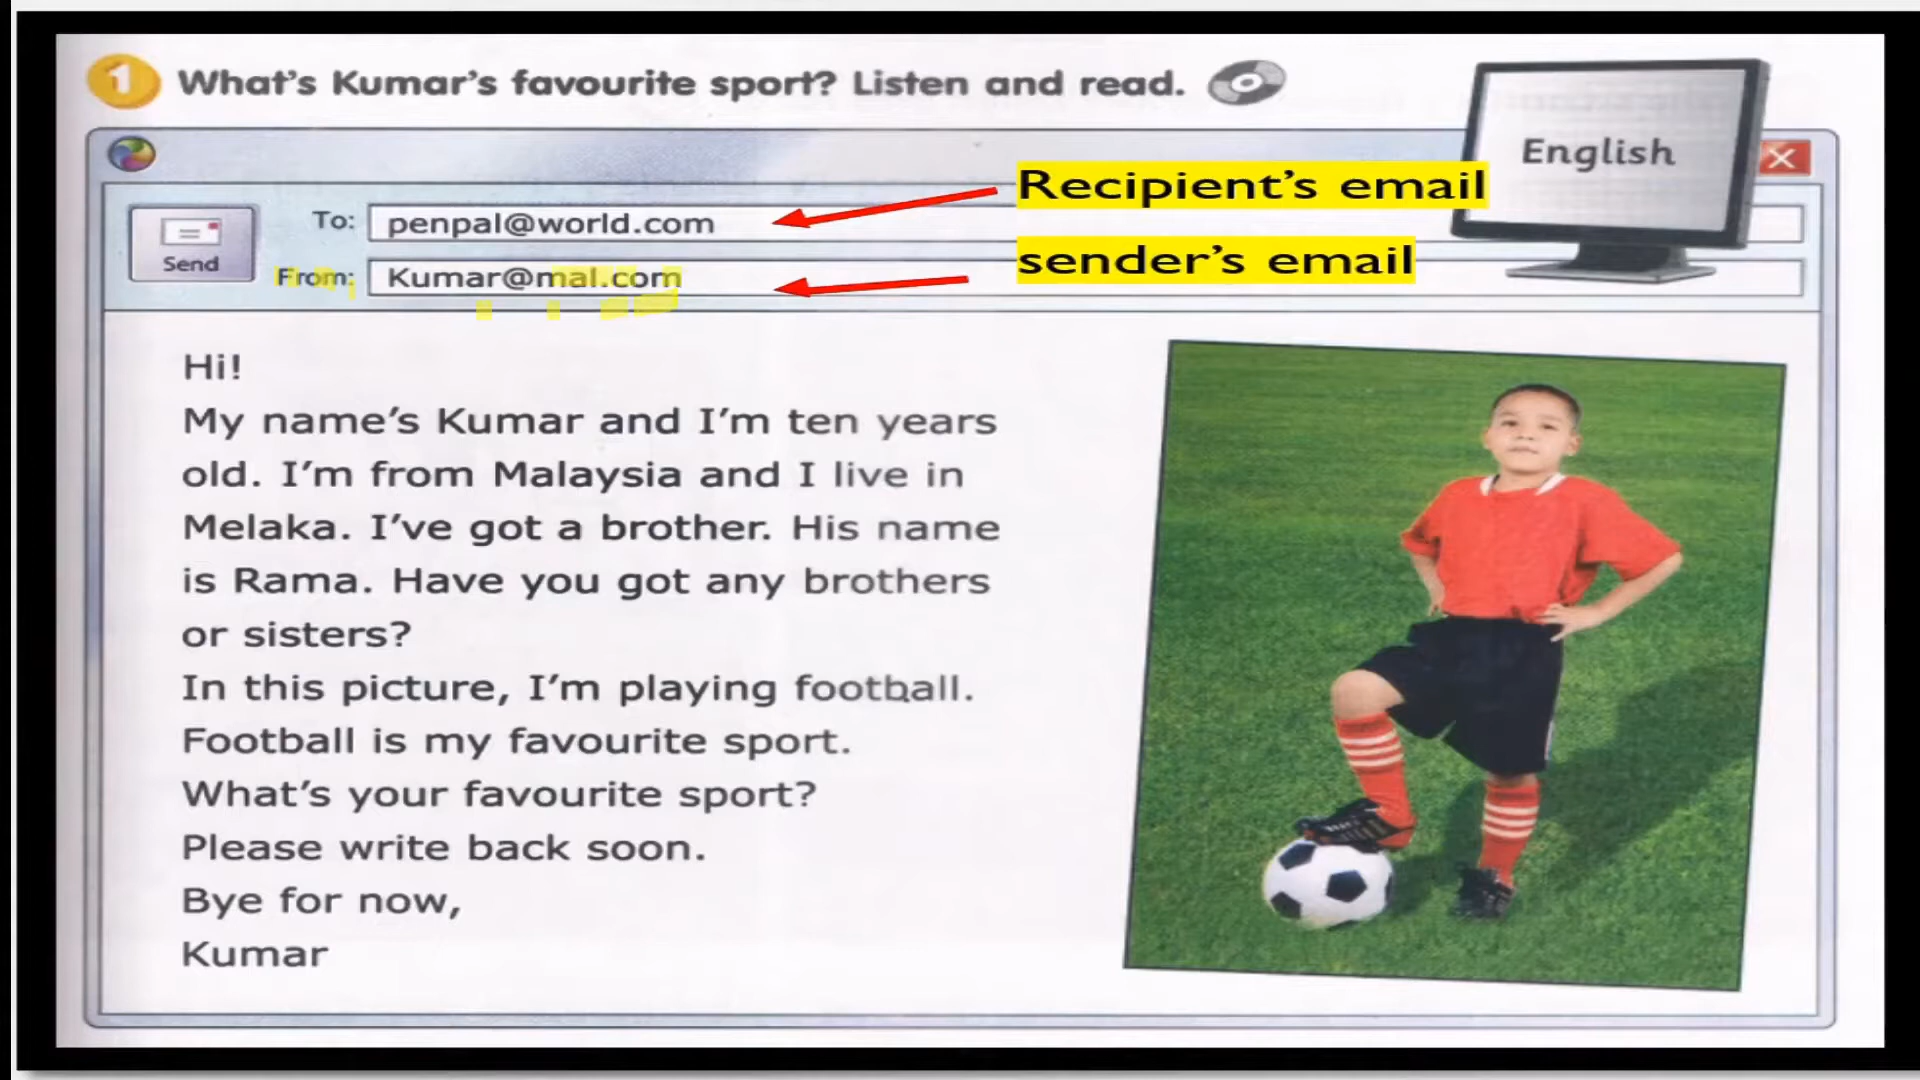 1 What's Kumar's favourite sport? Listen and read.
English
Recipient's email
To: penpal@world.com
sender's email
Send
From: Kumar@mal.com
Hi!
My name's Kumar and I'm ten years
old. I'm from Malaysia and I live in
Melaka. I've got a brother. His name
is Rama. Have you got any brothers
or sisters?
In this picture, I'm playing football.
Football is my favourite sport.
What's your favourite sport?
Please write back soon.
Bye for now,
Kumar